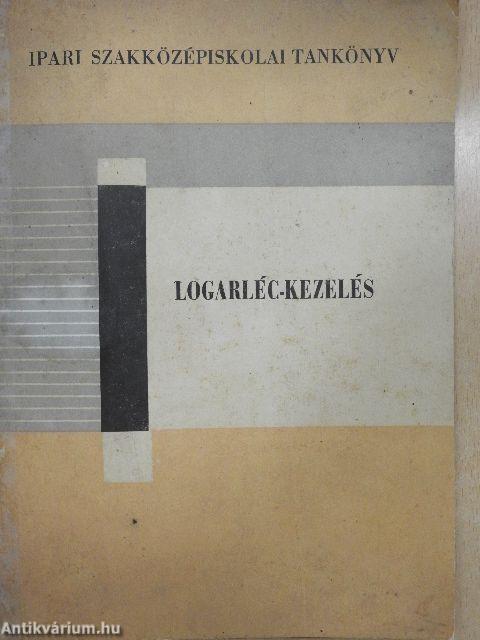 IPARI SZAKKÖZÉPISKOLAI TANKÖNYV
LOGARLÉC-KEZELÉS
Antikvárium.hu